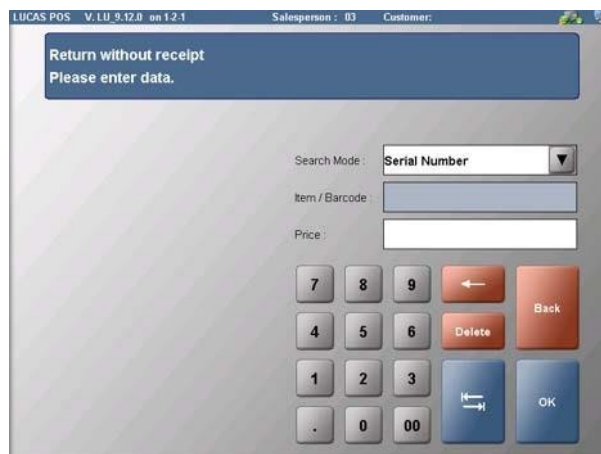 LUCAS POS V. LU_9.12.0 on 1-2-1 Salesperson : 03 Customer:
Return without receipt
Please enter data.
Search Mode : Serial Number
Item / Barcode :
Price :
7 8 9
Back
4 5 6 Delete
1 2 3
OK
. 0 00